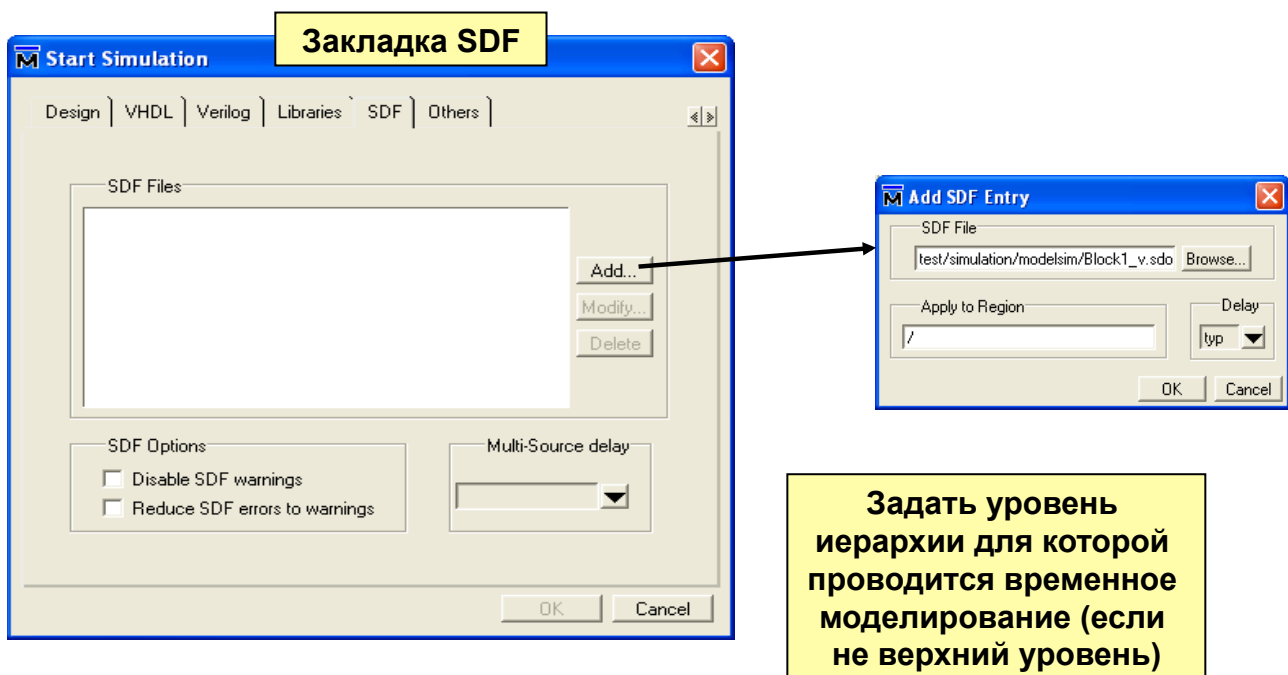 Закладка SDF
Start Simulation
Design VHDL Verilog Libraries SDF Others
SDF Files
Add...
Modify...
Delete
SDF Options
Disable SDF warnings
Reduce SDF errors to warnings
Multi-Source delay
OK Cancel
Add SDF Entry
SDF File
test/simulation/modelsim/Block1_v.sdo Browse...
Apply to Region
/
Delay
typ
OK Cancel
Задать уровень
иерархии для которой
проводится временное
моделирование (если
не верхний уровень)